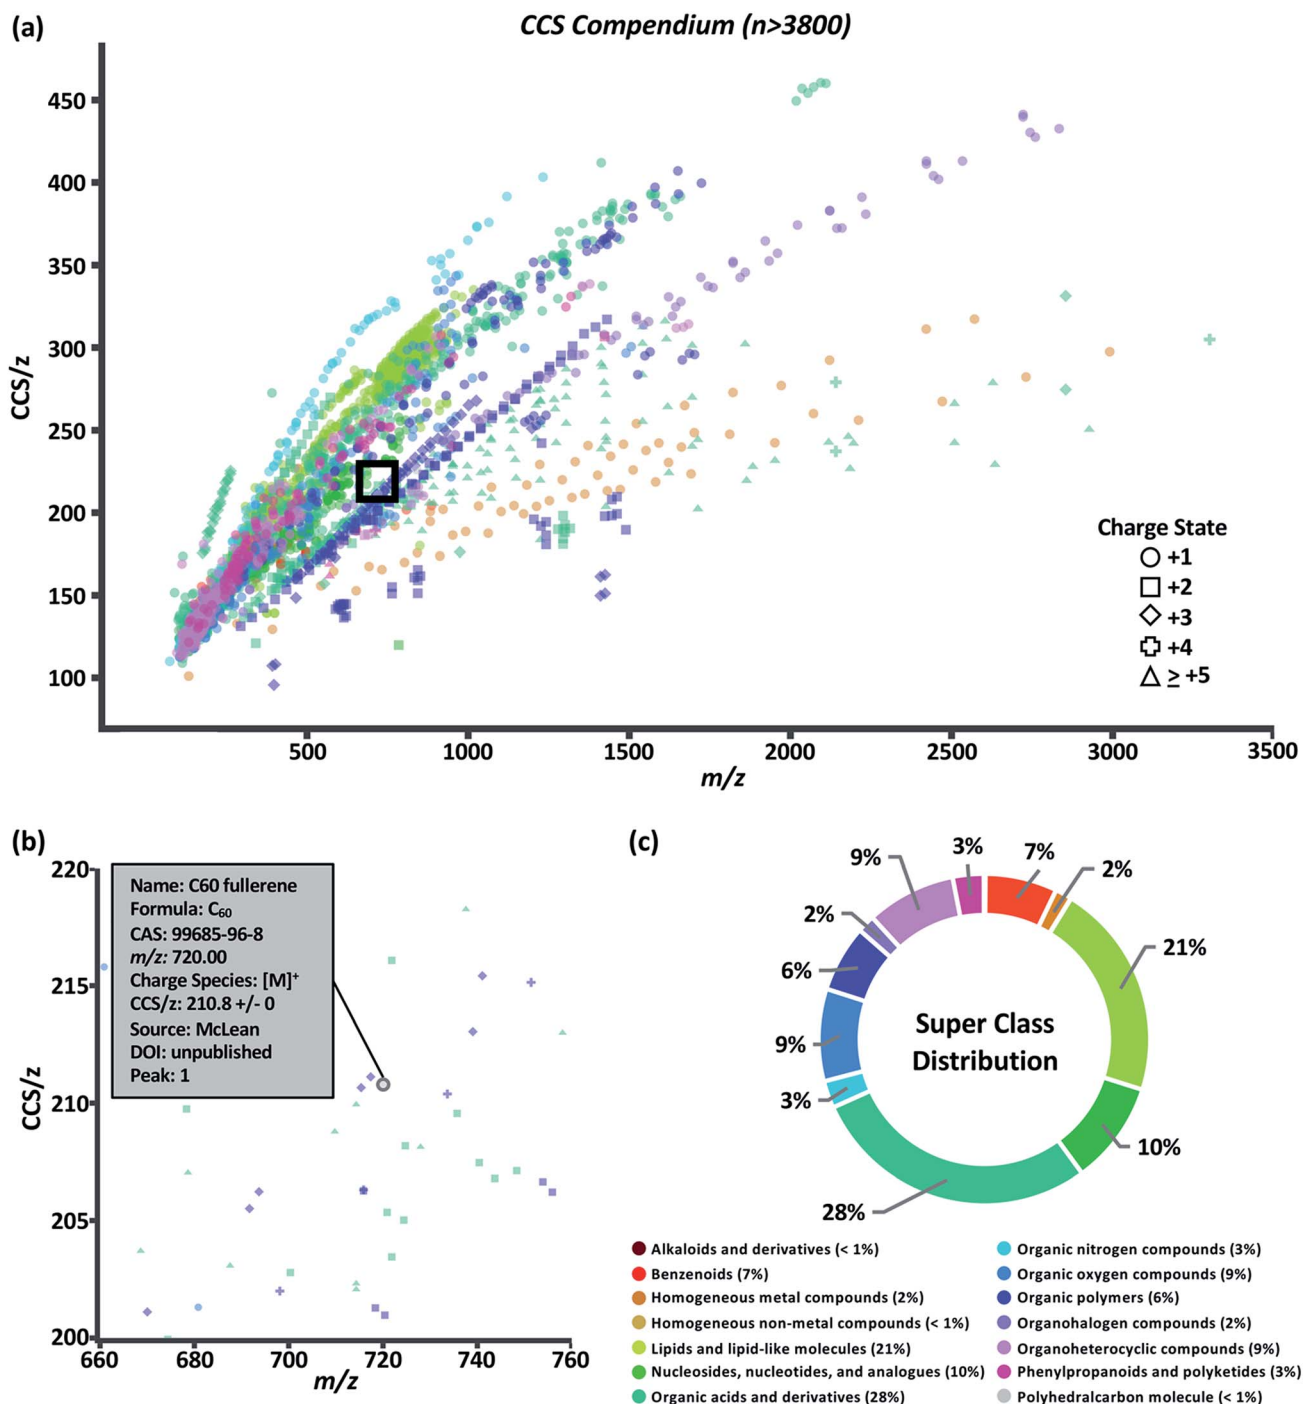 (a)
CCS Compendium (n>3800)
450
400
350
300
250
200
150
100
CCS/z
500
1000
1500
2000
2500
3000
3500
m/z
Charge State
+1
+2
+3
+4
≥ +5
(b)
220
215
210
205
200
CCS/z
660
680
700
720
740
760
m/z
Name: C60 fullerene
Formula: C₆₀
CAS: 99685-96-8
m/z: 720.00
Charge Species: [M]⁺
CCS/z: 210.8 +/- 0
Source: McLean
DOI: unpublished
Peak: 1
(c)
9%
3%
7%
2%
2%
21%
6%
9%
3%
10%
28%
Super Class
Distribution
Alkaloids and derivatives (< 1%)
Benzenoids (7%)
Homogeneous metal compounds (2%)
Homogeneous non-metal compounds (< 1%)
Lipids and lipid-like molecules (21%)
Nucleosides, nucleotides, and analogues (10%)
Organic acids and derivatives (28%)
Organic nitrogen compounds (3%)
Organic oxygen compounds (9%)
Organic polymers (6%)
Organohalogen compounds (2%)
Organoheterocyclic compounds (9%)
Phenylpropanoids and polyketides (3%)
Polyhedralcarbon molecule (< 1%)